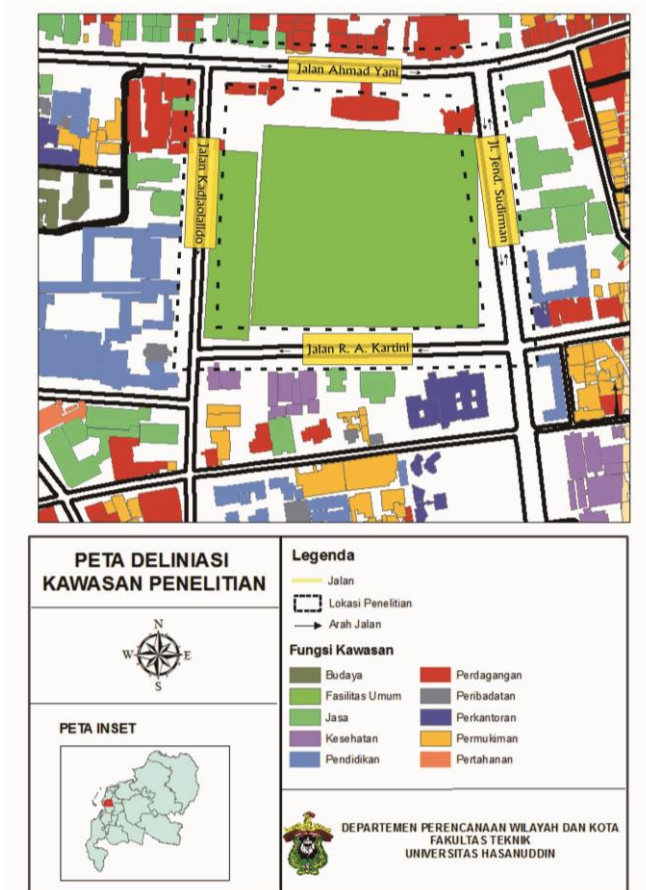 Jalan Ahmad Yani
Jalan Kadjaolalido
Jl. Jend. Sudirman
Jalan R. A. Kartini
PETA DELINIASI
KAWASAN PENELITIAN
N
W E
S
PETA INSET
Legenda
Jalan
Lokasi Penelitian
Arah Jalan
Fungsi Kawasan
Budaya
Fasilitas Umum
Jasa
Kesehatan
Pendidikan
Perdagangan
Peribadatan
Perkantoran
Permukiman
Pertahanan
DEPARTEMEN PERENCANAAN WILAYAH DAN KOTA
FAKULTAS TEKNIK
UNIVERSITAS HASANUDDIN